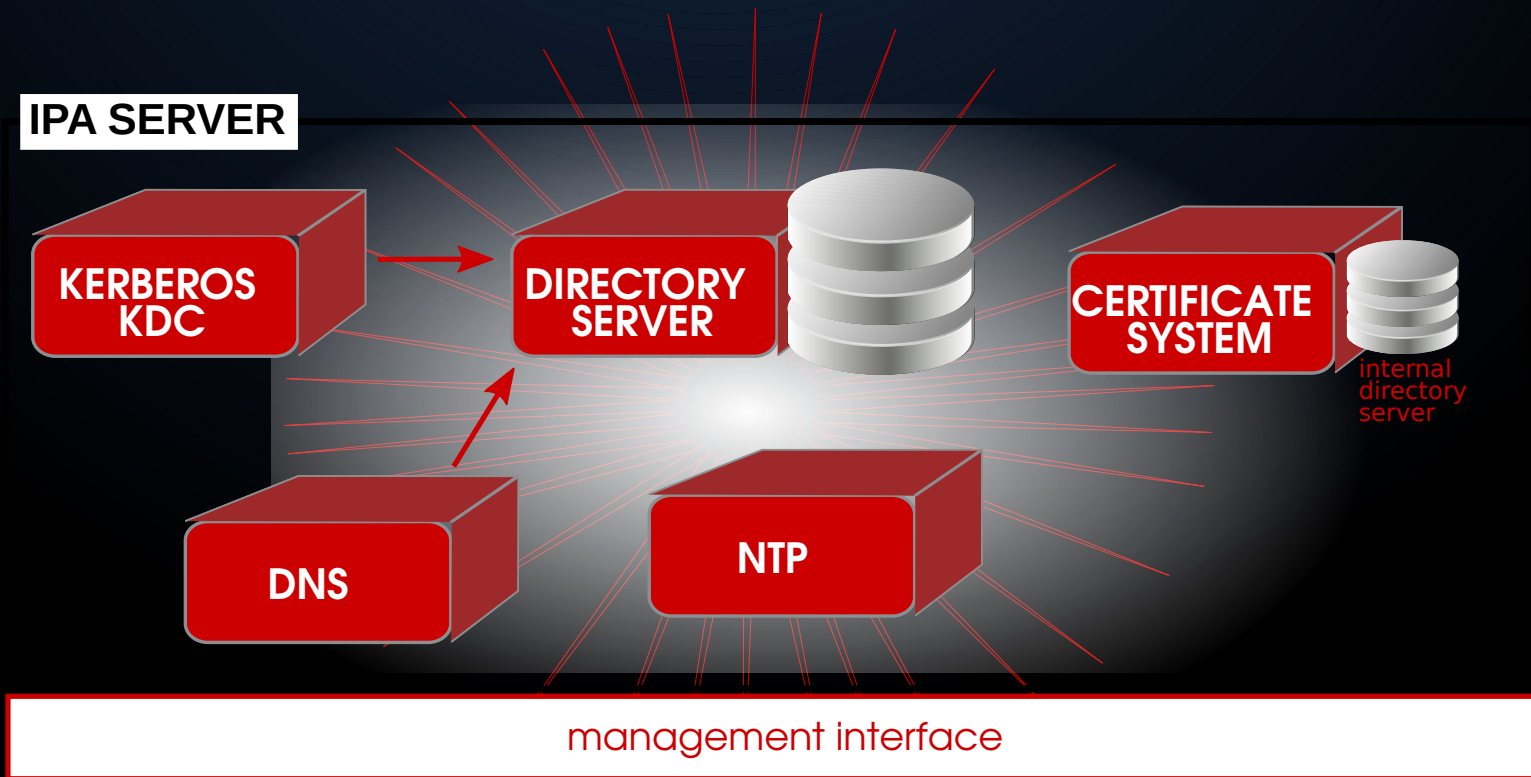 IPA SERVER
KERBEROS
KDC
DIRECTORY
SERVER
CERTIFICATE
SYSTEM
internal
directory
server
DNS
NTP
management interface